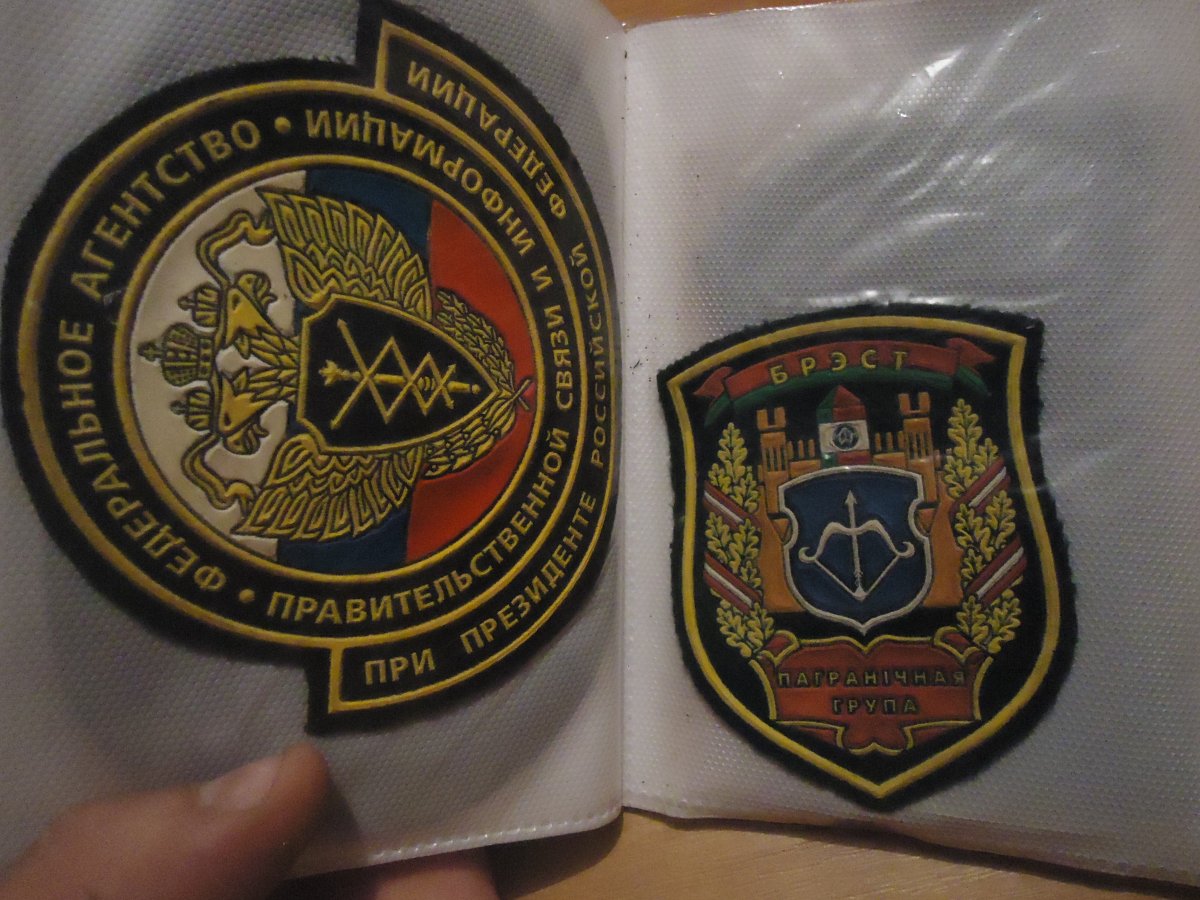 ФЕДЕРАЛЬНОЕ АГЕНТСТВО
• ПРАВИТЕЛЬСТВЕННОЙ СВЯЗИ И ИНФОРМАЦИИ •
ПРИ ПРЕЗИДЕНТЕ РОССИЙСКОЙ ФЕДЕРАЦИИ
БРЭСТ
ПАГРАНІЧНАЯ
ГРУПА